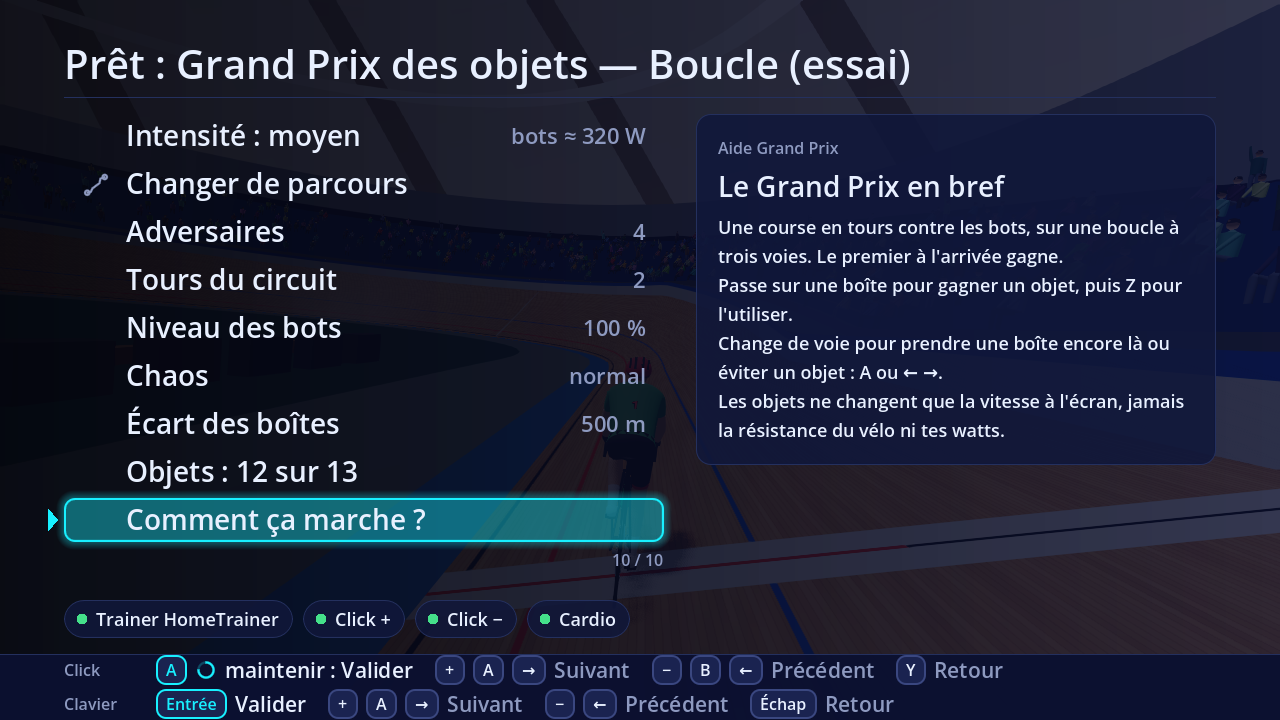 Prêt : Grand Prix des objets — Boucle (essai)
Intensité : moyen bots ≈ 320 W
Changer de parcours
Adversaires 4
Tours du circuit 2
Niveau des bots 100 %
Chaos normal
Écart des boîtes 500 m
Objets : 12 sur 13
Comment ça marche ?
10 / 10
Aide Grand Prix
Le Grand Prix en bref
Une course en tours contre les bots, sur une boucle à
trois voies. Le premier à l'arrivée gagne.
Passe sur une boîte pour gagner un objet, puis Z pour
l'utiliser.
Change de voie pour prendre une boîte encore là ou
éviter un objet : A ou ← →.
Les objets ne changent que la vitesse à l'écran, jamais
la résistance du vélo ni tes watts.
Trainer HomeTrainer Click + Click − Cardio
Click A maintenir : Valider + A → Suivant − B ← Précédent Y Retour
Clavier Entrée Valider + A → Suivant − ← Précédent Échap Retour